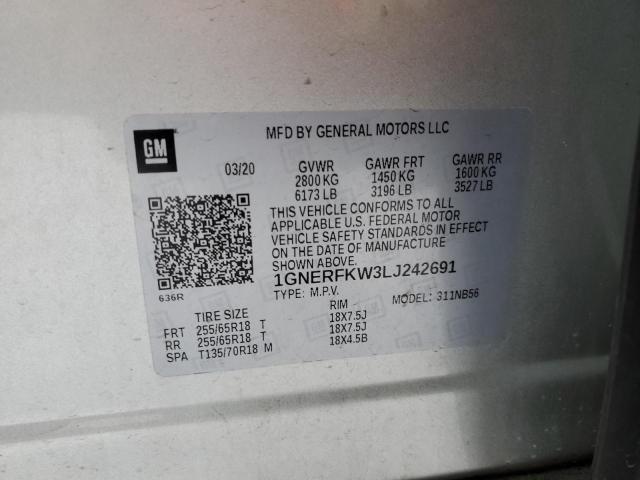 GM
MFD BY GENERAL MOTORS LLC
03/20 GVWR GAWR FRT GAWR RR
2800 KG 1450 KG 1600 KG
6173 LB 3196 LB 3527 LB
THIS VEHICLE CONFORMS TO ALL
APPLICABLE U.S. FEDERAL MOTOR
VEHICLE SAFETY STANDARDS IN EFFECT
ON THE DATE OF MANUFACTURE
SHOWN ABOVE.
636R
1GNERFKW3LJ242691
TYPE: M.P.V. MODEL: 311NB56
TIRE SIZE RIM
FRT 255/65R18 T 18X7.5J
RR 255/65R18 T 18X7.5J
SPA T135/70R18 M 18X4.5B